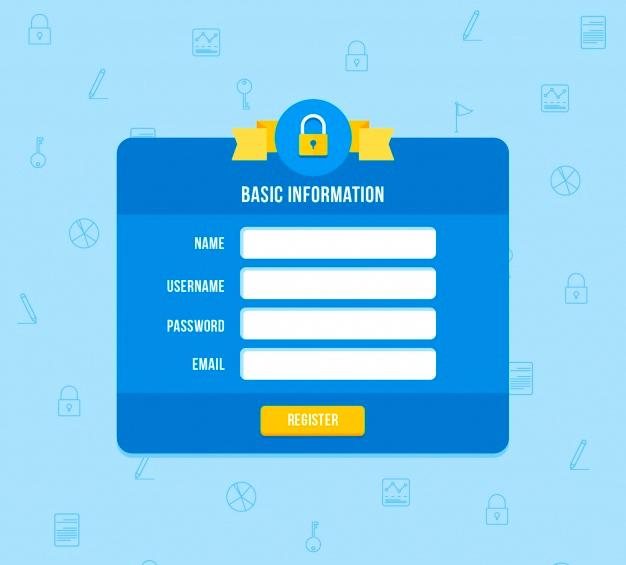 BASIC INFORMATION
NAME
USERNAME
PASSWORD
EMAIL
REGISTER